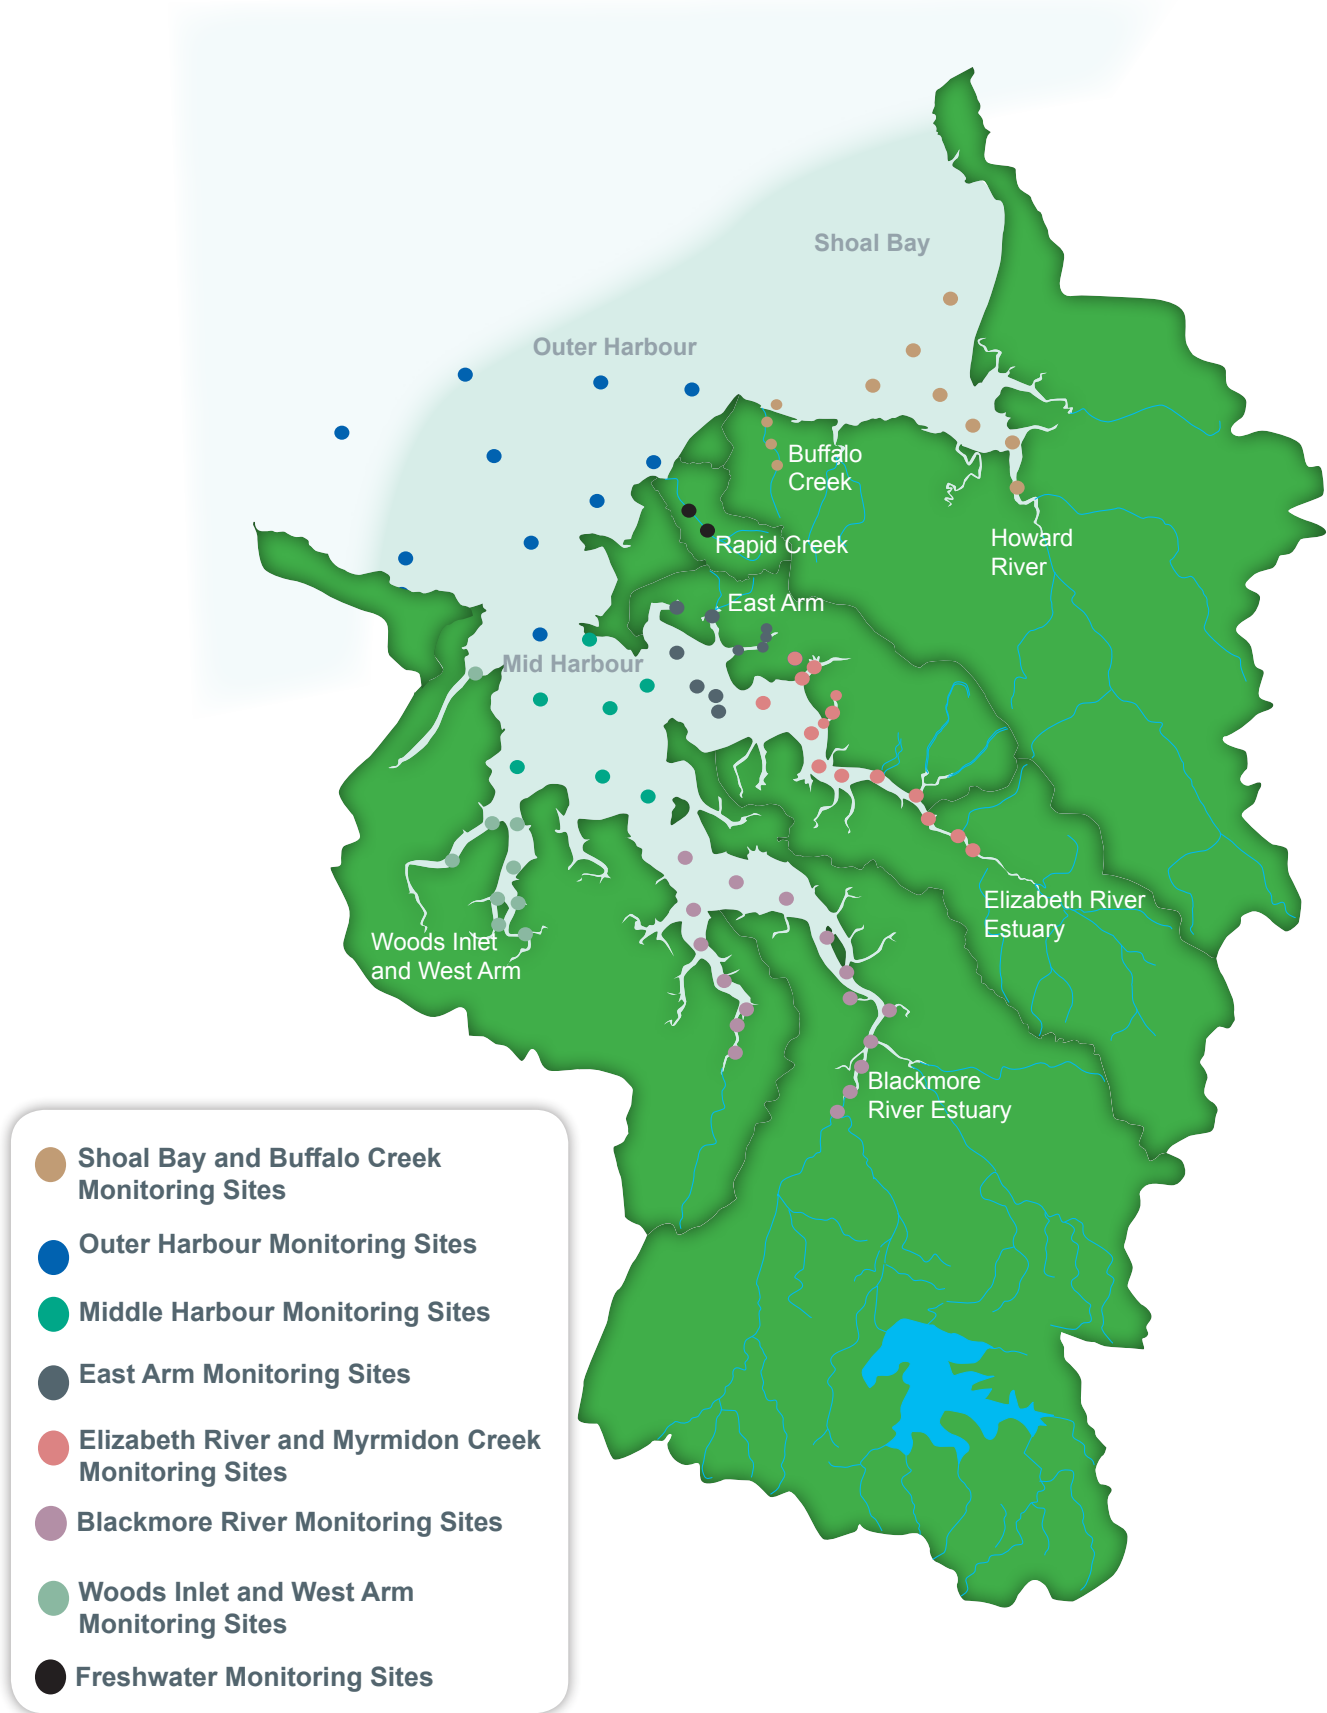 Shoal Bay
Outer Harbour
Buffalo
Creek
Howard
River
Rapid Creek
East Arm
Mid Harbour
Elizabeth River
Estuary
Woods Inlet
and West Arm
Blackmore
River Estuary
Shoal Bay and Buffalo Creek
Monitoring Sites
Outer Harbour Monitoring Sites
Middle Harbour Monitoring Sites
East Arm Monitoring Sites
Elizabeth River and Myrmidon Creek
Monitoring Sites
Blackmore River Monitoring Sites
Woods Inlet and West Arm
Monitoring Sites
Freshwater Monitoring Sites